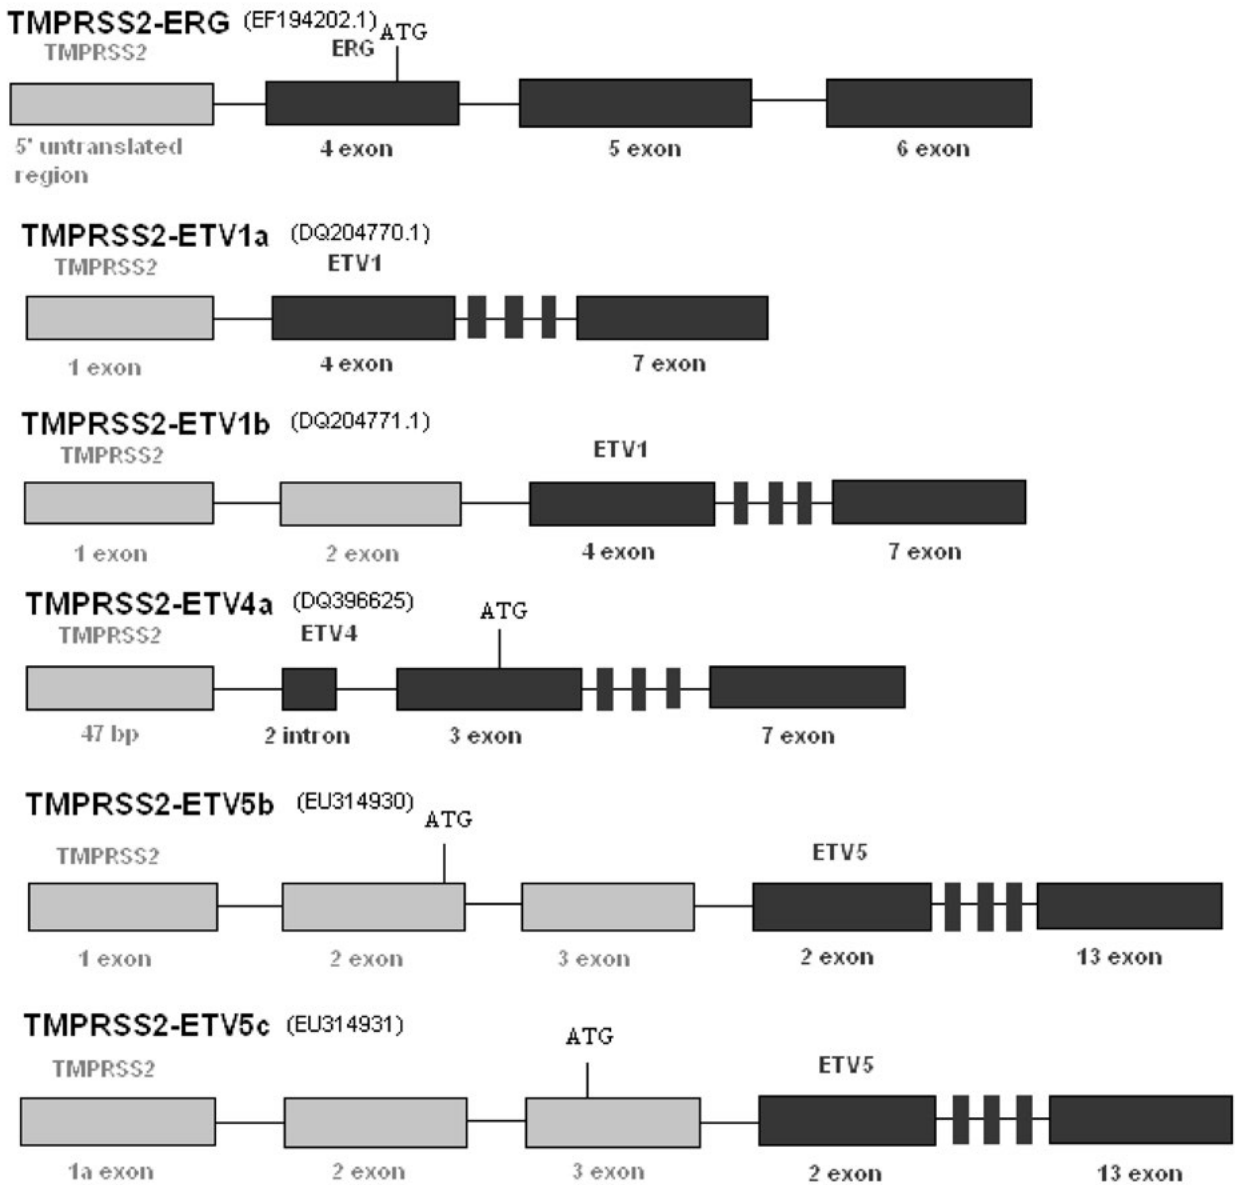 TMPRSS2-ERG (EF194202.1) ATG
TMPRSS2 ERG
5' untranslated 4 exon 5 exon 6 exon
region
TMPRSS2-ETV1a (DQ204770.1)
TMPRSS2 ETV1
1 exon 4 exon 7 exon
TMPRSS2-ETV1b (DQ204771.1)
TMPRSS2 ETV1
1 exon 2 exon 4 exon 7 exon
TMPRSS2-ETV4a (DQ396625) ATG
TMPRSS2 ETV4
47 bp 2 intron 3 exon 7 exon
TMPRSS2-ETV5b (EU314930) ATG
TMPRSS2 ETV5
1 exon 2 exon 3 exon 2 exon 13 exon
TMPRSS2-ETV5c (EU314931) ATG
TMPRSS2 ETV5
1a exon 2 exon 3 exon 2 exon 13 exon